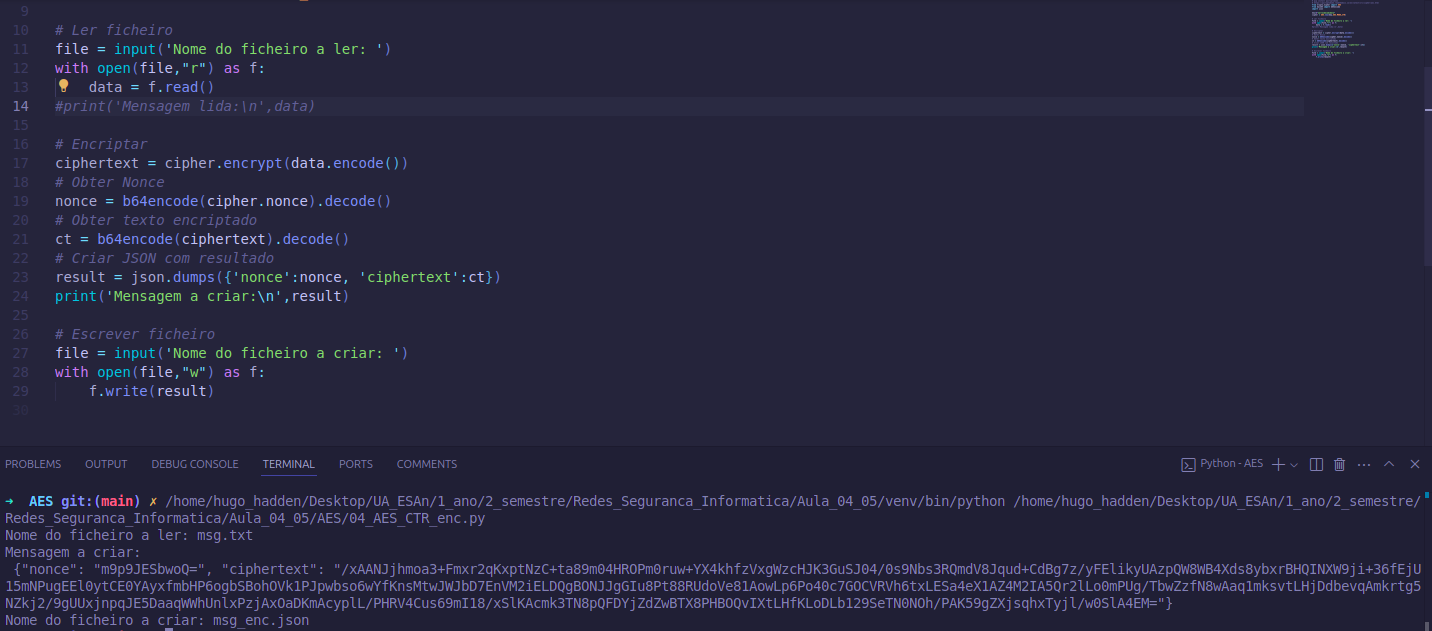 9
10 # Ler ficheiro
11 file = input('Nome do ficheiro a ler: ')
12 with open(file,"r") as f:
13 data = f.read()
14 #print('Mensagem lida:\n',data)
15
16 # Encriptar
17 ciphertext = cipher.encrypt(data.encode())
18 # Obter Nonce
19 nonce = b64encode(cipher.nonce).decode()
20 # Obter texto encriptado
21 ct = b64encode(ciphertext).decode()
22 # Criar JSON com resultado
23 result = json.dumps({'nonce':nonce, 'ciphertext':ct})
24 print('Mensagem a criar:\n',result)
25
26 # Escrever ficheiro
27 file = input('Nome do ficheiro a criar: ')
28 with open(file,"w") as f:
29 f.write(result)
30
PROBLEMS OUTPUT DEBUG CONSOLE TERMINAL PORTS COMMENTS Python - AES
→ AES git:(main) ✗ /home/hugo_hadden/Desktop/UA_ESAn/1_ano/2_semestre/Redes_Seguranca_Informatica/Aula_04_05/venv/bin/python /home/hugo_hadden/Desktop/UA_ESAn/1_ano/2_semestre/
Redes_Seguranca_Informatica/Aula_04_05/AES/04_AES_CTR_enc.py
Nome do ficheiro a ler: msg.txt
Mensagem a criar:
{"nonce": "m9p9JESbwoQ=", "ciphertext": "/xAANJjhmoa3+Fmxr2qKxptNzC+ta89m04HROPm0ruw+YX4khfzVxgWzcHJK3GuSJ04/0s9Nbs3RQmdV8Jqud+CdBg7z/yFElikyUAzpQW8WB4Xds8ybxrBHQINXW9ji+36fEjU
15mNPugEEl0ytCE0YAyxfmbHP6ogbSBohOVk1PJpwbso6wYfKnsMtwJWJbD7EnVM2iELDQgBONJJgGIu8Pt88RUdoVe81AowLp6Po40c7GOCVRVh6txLESa4eX1AZ4M2IA5Qr2lLo0mPUg/TbwZzfN8wAaq1mksvtLHjDdbevqAmkrtg5
NZkj2/9gUUxjnpqJE5DaaqWWhUnlxPzjAxOaDKmAcyplL/PHRV4Cus69mI18/xSlKAcmk3TN8pQFDYjZdZwBTX8PHBOQvIXtLHfKLoDLb129SeTN0NOh/PAK59gZXjsqhxTyjl/w0SlA4EM="}
Nome do ficheiro a criar: msg_enc.json